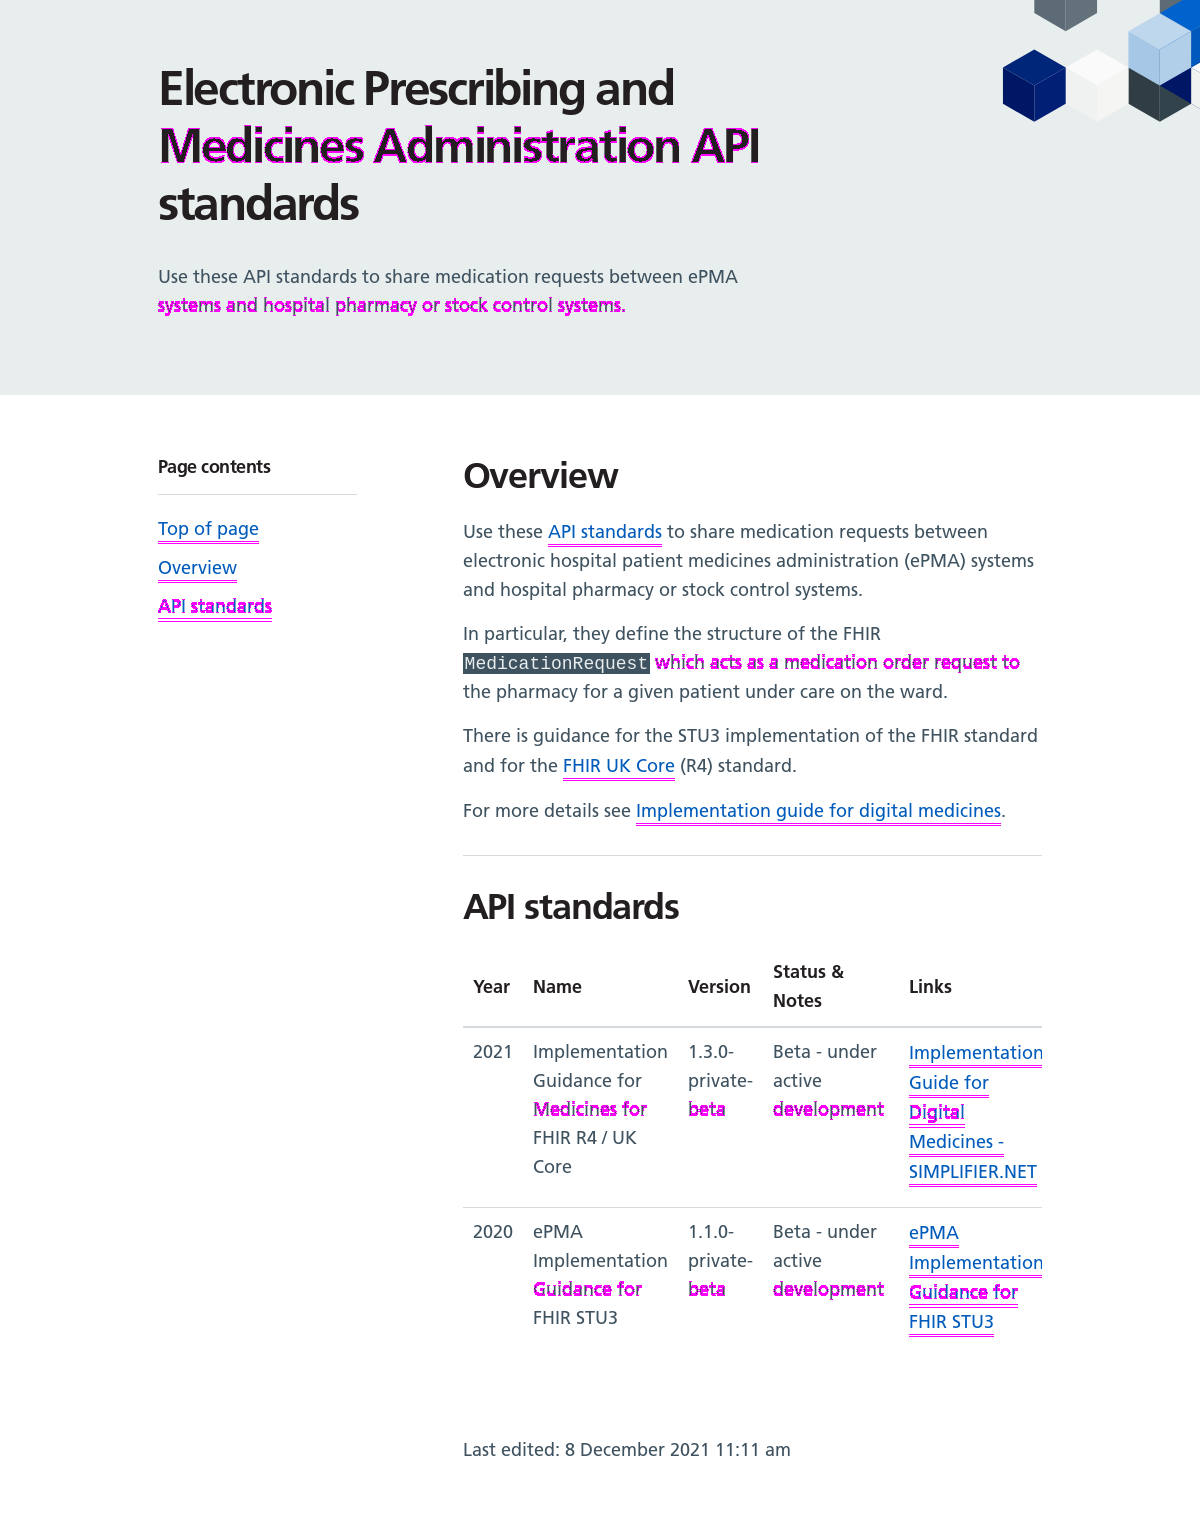 Electronic Prescribing and
Medicines Administration API
standards
Use these API standards to share medication requests between ePMA
systems and hospital pharmacy or stock control systems.
Page contents
Top of page
Overview
API standards
Overview
Use these API standards to share medication requests between
electronic hospital patient medicines administration (ePMA) systems
and hospital pharmacy or stock control systems.
In particular, they define the structure of the FHIR
MedicationRequest which acts as a medication order request to
the pharmacy for a given patient under care on the ward.
There is guidance for the STU3 implementation of the FHIR standard
and for the FHIR UK Core (R4) standard.
For more details see Implementation guide for digital medicines.
API standards
Year Name Version Status & Notes Links
2021 Implementation 1.3.0- Beta - under Implementation
Guidance for private- active Guide for
Medicines for beta development Digital
FHIR R4 / UK Medicines -
Core SIMPLIFIER.NET
2020 ePMA 1.1.0- Beta - under ePMA
Implementation private- active Implementation
Guidance for beta development Guidance for
FHIR STU3 FHIR STU3
Last edited: 8 December 2021 11:11 am